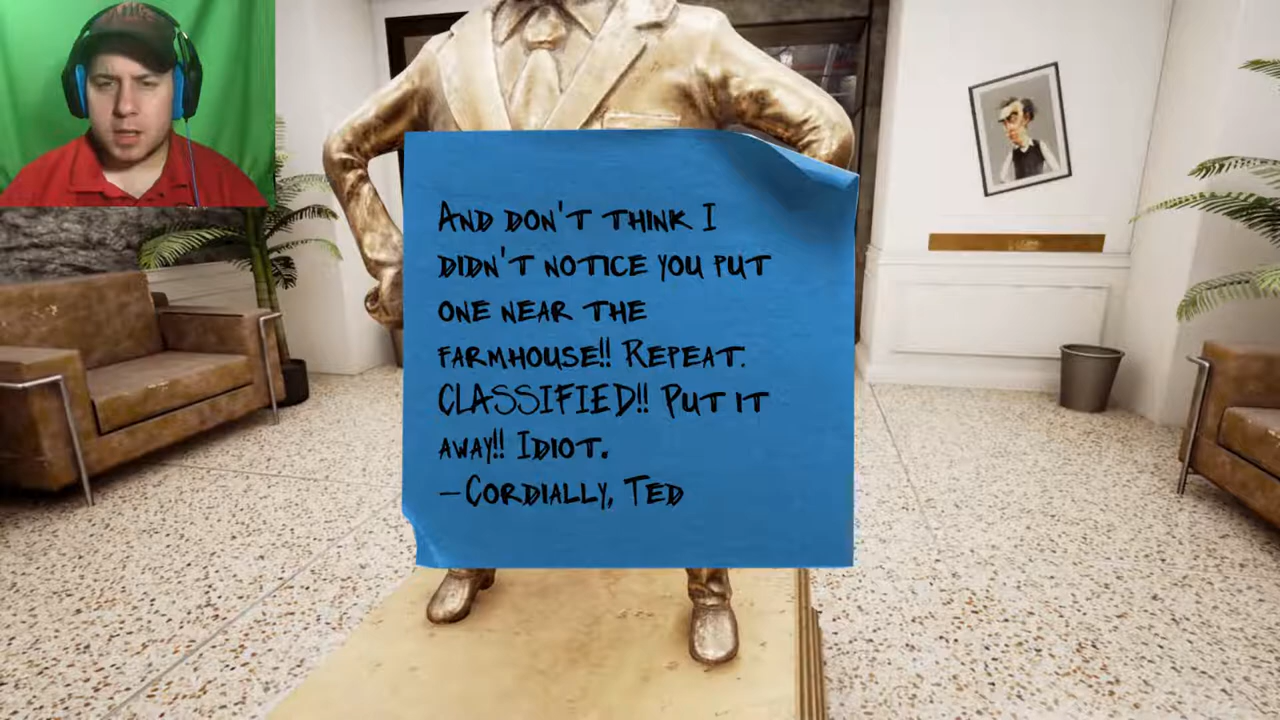 And don't think I
didn't notice you put
one near the
farmhouse!! Repeat.
CLASSIFIED!! Put it
away!! Idiot.
–Cordially, Ted